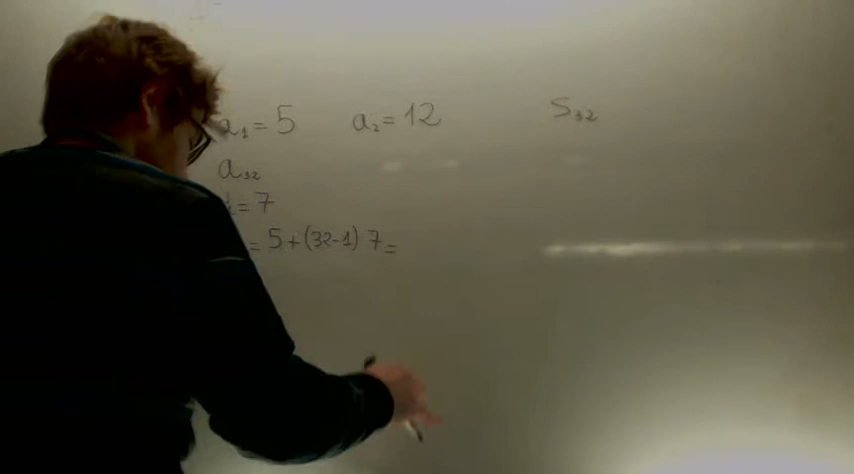 a₁ = 5 a₂ = 12 S₃₂
a₃₂
= 7
= 5 + (32-1) 7 =